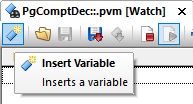 PgComptDec::.pvm [Watch]
Insert Variable
Inserts a variable